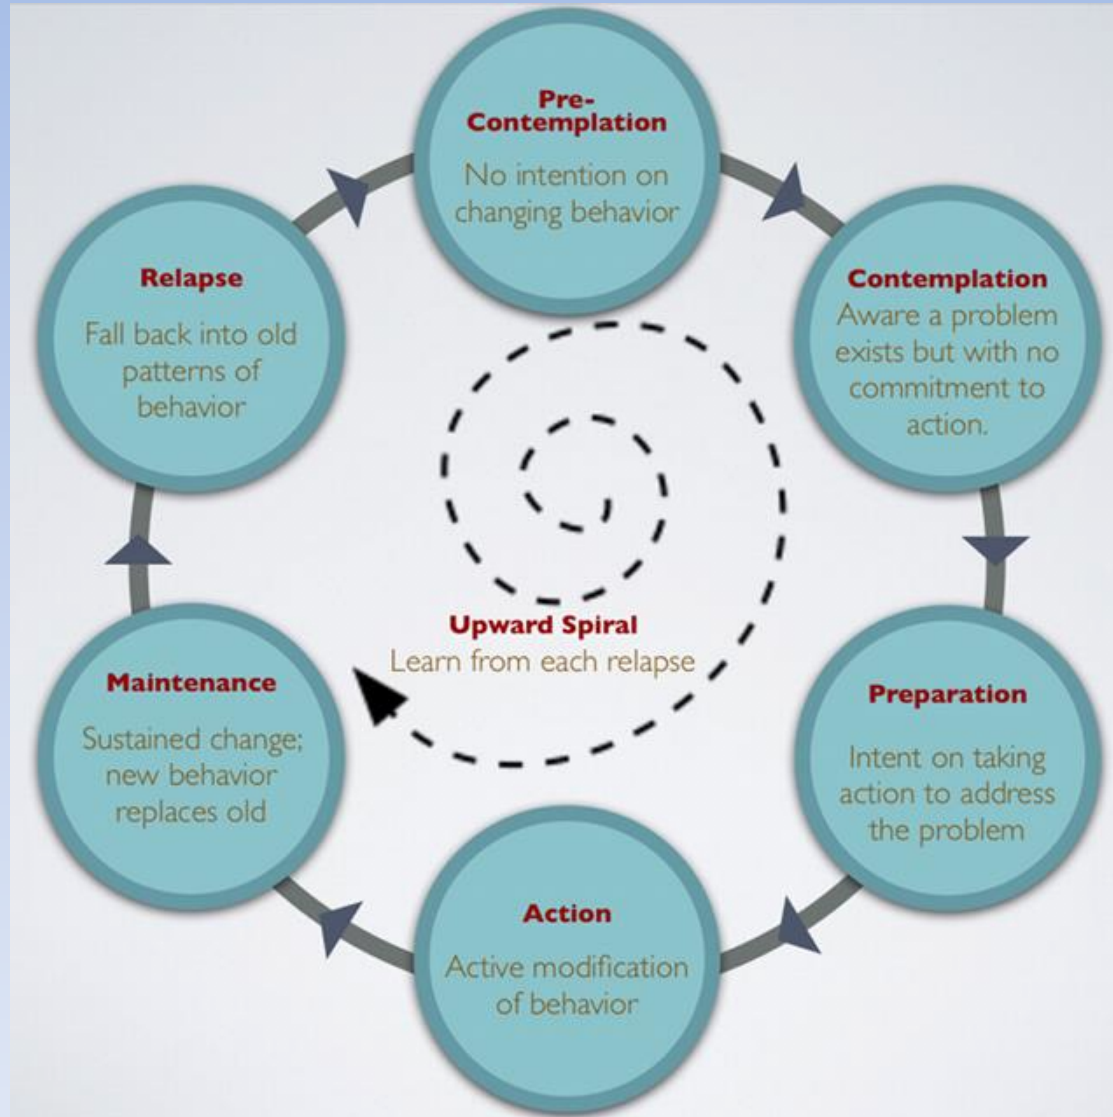 Pre-
Contemplation
No intention on
changing behavior
Contemplation
Aware a problem
exists but with no
commitment to
action.
Preparation
Intent on taking
action to address
the problem
Action
Active modification
of behavior
Maintenance
Sustained change;
new behavior
replaces old
Relapse
Fall back into old
patterns of
behavior
Upward Spiral
Learn from each relapse